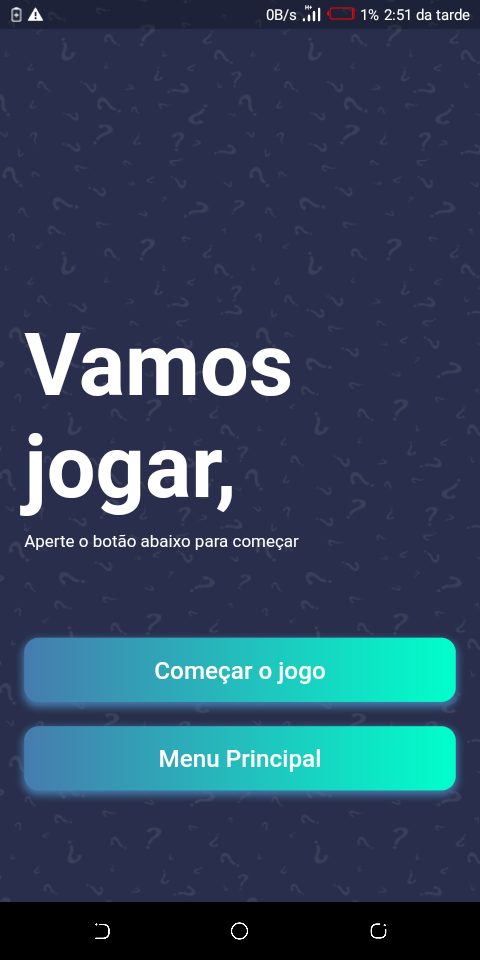 0B/s H+ 1% 2:51 da tarde
Vamos
jogar,
Aperte o botão abaixo para começar
Começar o jogo
Menu Principal